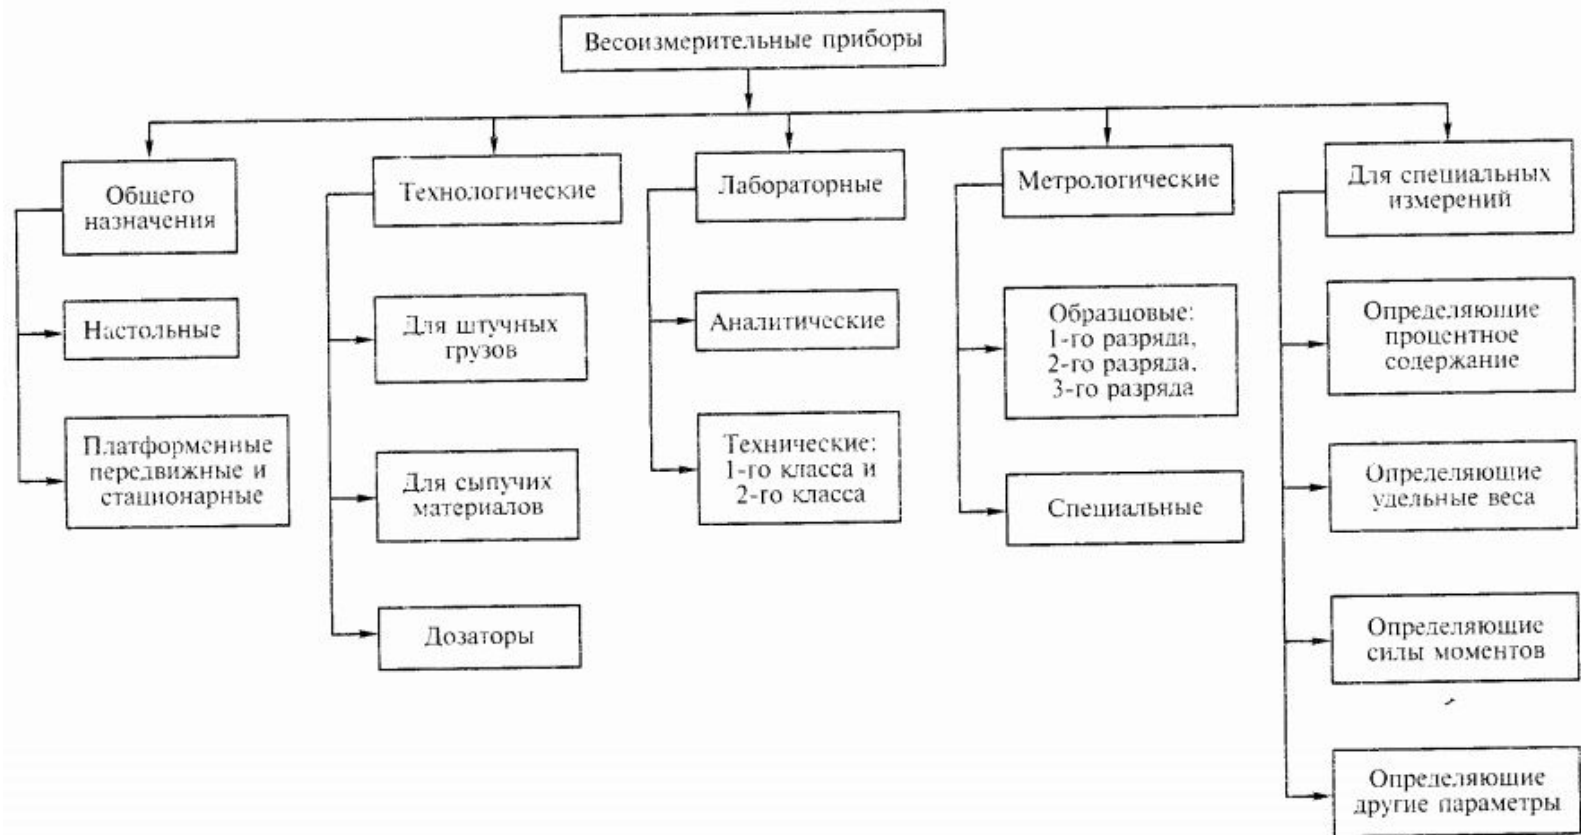 Весоизмерительные приборы
Общего
назначения
Технологические
Лабораторные
Метрологические
Для специальных
измерений
Настольные
Для штучных
грузов
Аналитические
Образцовые:
1-го разряда,
2-го разряда,
3-го разряда
Определяющие
процентное
содержание
Платформенные
передвижные и
стационарные
Для сыпучих
материалов
Технические:
1-го класса и
2-го класса
Специальные
Определяющие
удельные веса
Дозаторы
Определяющие
силы моментов
Определяющие
другие параметры